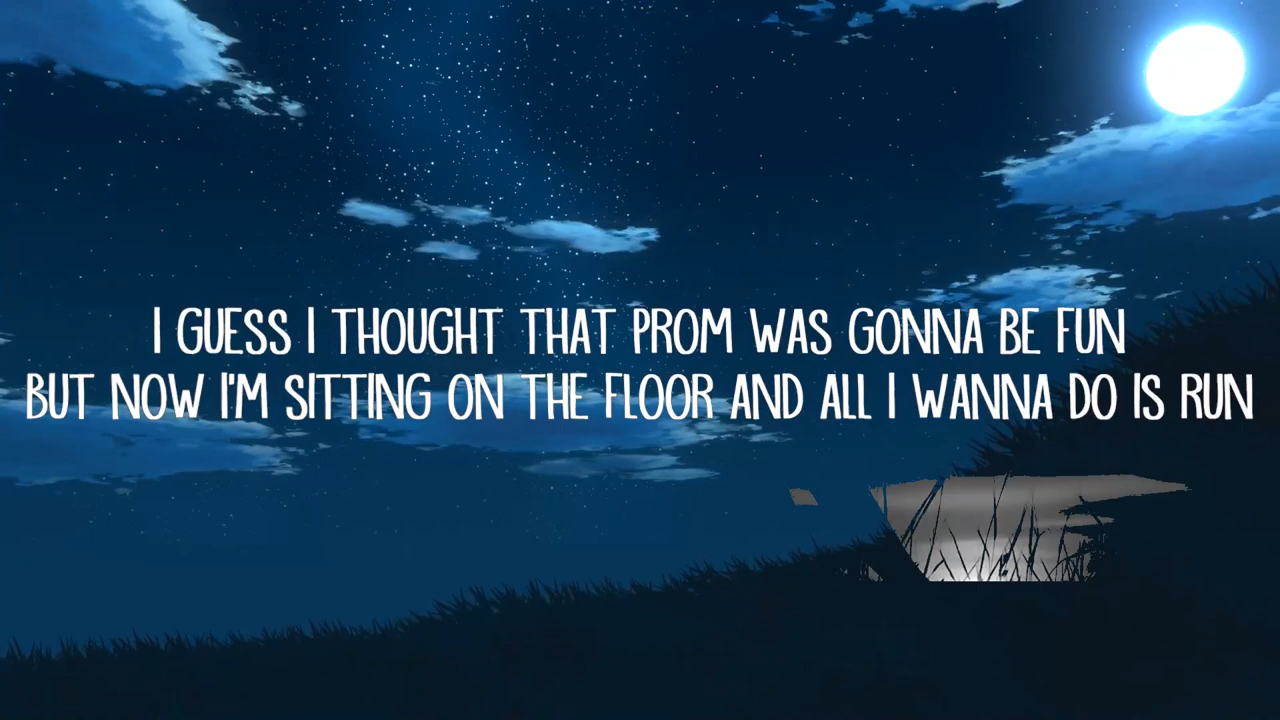 I GUESS I THOUGHT THAT PROM WAS GONNA BE FUN
BUT NOW I'M SITTING ON THE FLOOR AND ALL I WANNA DO IS RUN